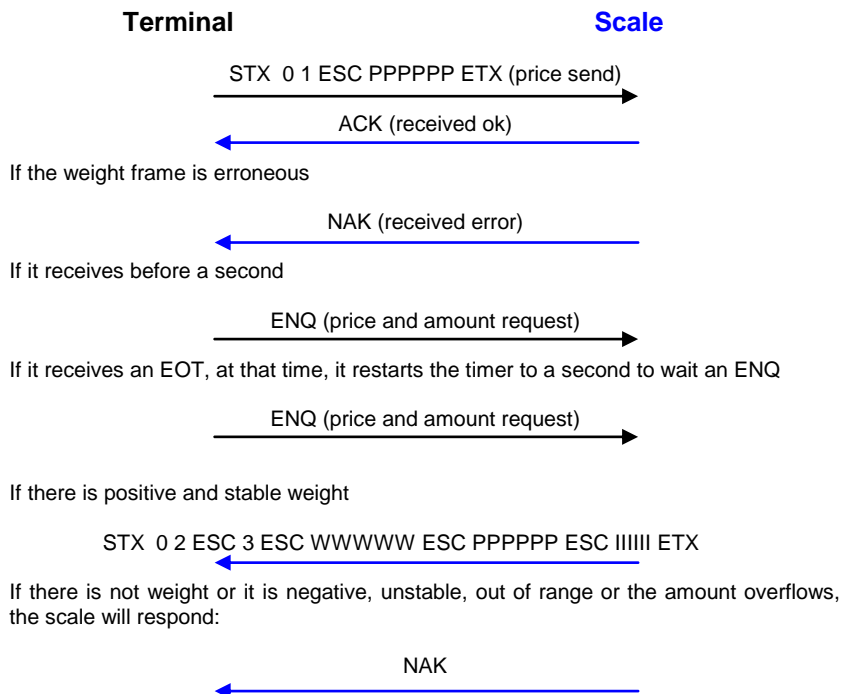 Terminal Scale
STX 0 1 ESC PPPPPP ETX (price send)
ACK (received ok)
If the weight frame is erroneous
NAK (received error)
If it receives before a second
ENQ (price and amount request)
If it receives an EOT, at that time, it restarts the timer to a second to wait an ENQ
ENQ (price and amount request)
If there is positive and stable weight
STX 0 2 ESC 3 ESC WWWWW ESC PPPPPP ESC IIIIII ETX
If there is not weight or it is negative, unstable, out of range or the amount overflows,
the scale will respond:
NAK